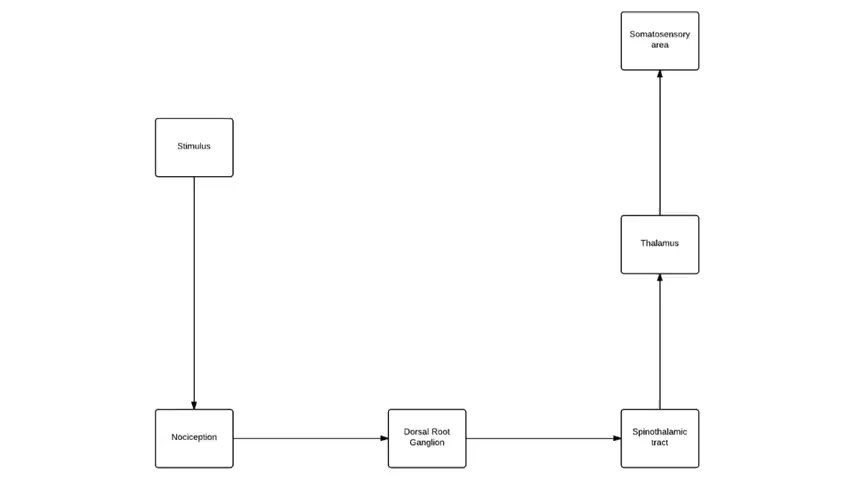 Somatosensory
area
Stimulus
Thalamus
Nociception
Dorsal Root
Ganglion
Spinothalamic
tract